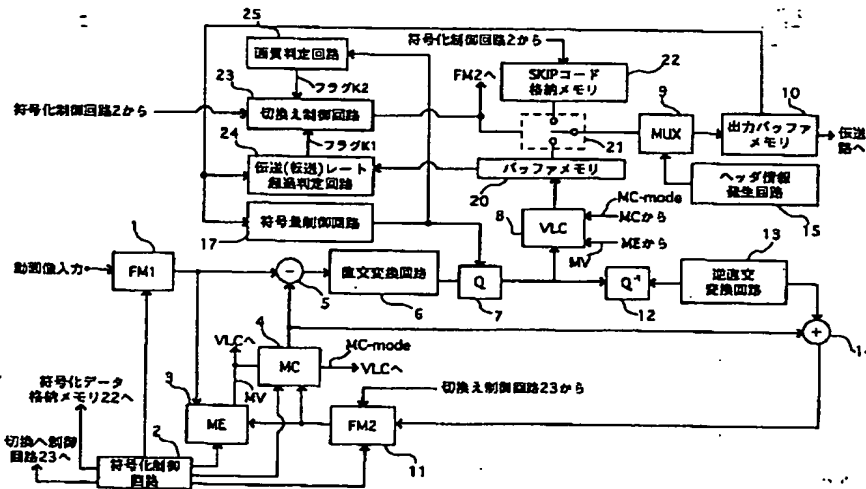 25
画質判定回路
符号化制御回路2から
SKIPコード
格納メモリ
22
フラグK2
FM2へ
23
符号化制御回路2から
切換え制御回路
9
MUX
10
出力バッファ
メモリ
伝送
路へ
21
フラグK1
24
伝送(転送)レート
超過判定回路
バッファメモリ
20
ヘッダ情報
発生回路
15
MC-mode
MCから
8
VLC
MEから
MV
符号量制御回路
17
13
1
動画像入力
FM1
5
直交変換回路
6
Q
7
Q⁻¹
12
逆直交
変換回路
14
4
VLCへ
MC
MC-mode
VLCへ
符号化データ
格納メモリ22へ
3
MV
切換え制御回路23から
ME
FM2
11
切換へ制御
回路23へ
2
符号化制御
回路